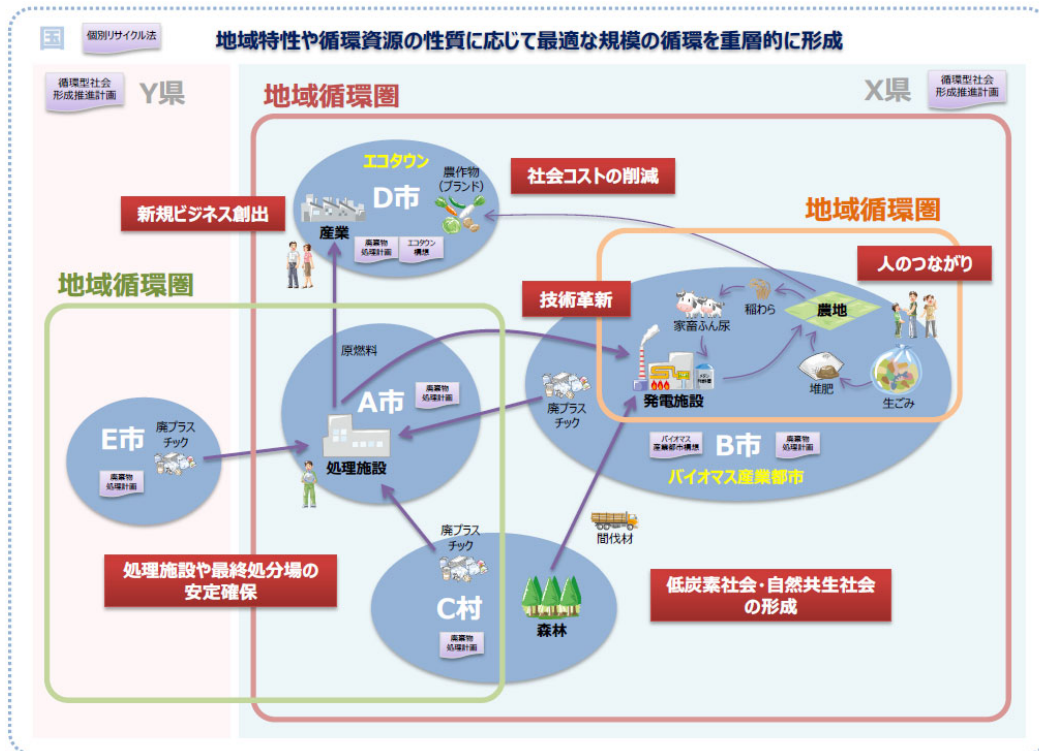 国
個別リサイクル法
地域特性や循環資源の性質に応じて最適な規模の循環を重層的に形成
循環型社会
形成推進計画
Y県
地域循環圏
X県
循環型社会
形成推進計画
エコタウン
D市
農作物
(ブランド)
産業
廃棄物
処理計画
エコタウン
構想
社会コストの削減
新規ビジネス創出
地域循環圏
地域循環圏
人のつながり
技術革新
稲わら
農地
家畜ふん尿
原燃料
A市
廃棄物
処理計画
処理施設
発電施設
堆肥
生ごみ
廃プラス
チック
E市
廃プラス
チック
廃棄物
処理計画
バイオマス
産業都市構想
B市
廃棄物
処理計画
バイオマス産業都市
間伐材
廃プラス
チック
処理施設や最終処分場の
安定確保
低炭素社会・自然共生社会
の形成
C村
森林
廃棄物
処理計画